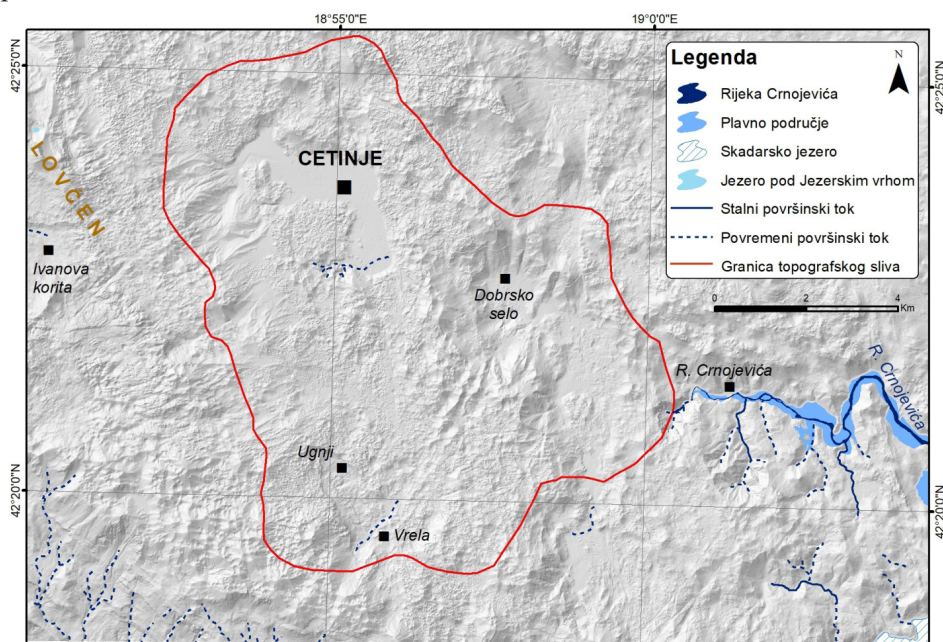 18°55'0"E
19°0'0"E
42°25'0"N
42°25'0"N
Legenda
N
Rijeka Crnojevića
Plavno područje
Skadarsko jezero
Jezero pod Jezerskim vrhom
Stalni površinski tok
Povremeni površinski tok
Granica topografskog sliva
0
2
4
Km
LOVĆEN
CETINJE
Ivanova
korita
Dobrsko
selo
R. Crnojevića
R. Crnojevića
Ugnji
Vrela
42°20'0"N
42°20'0"N